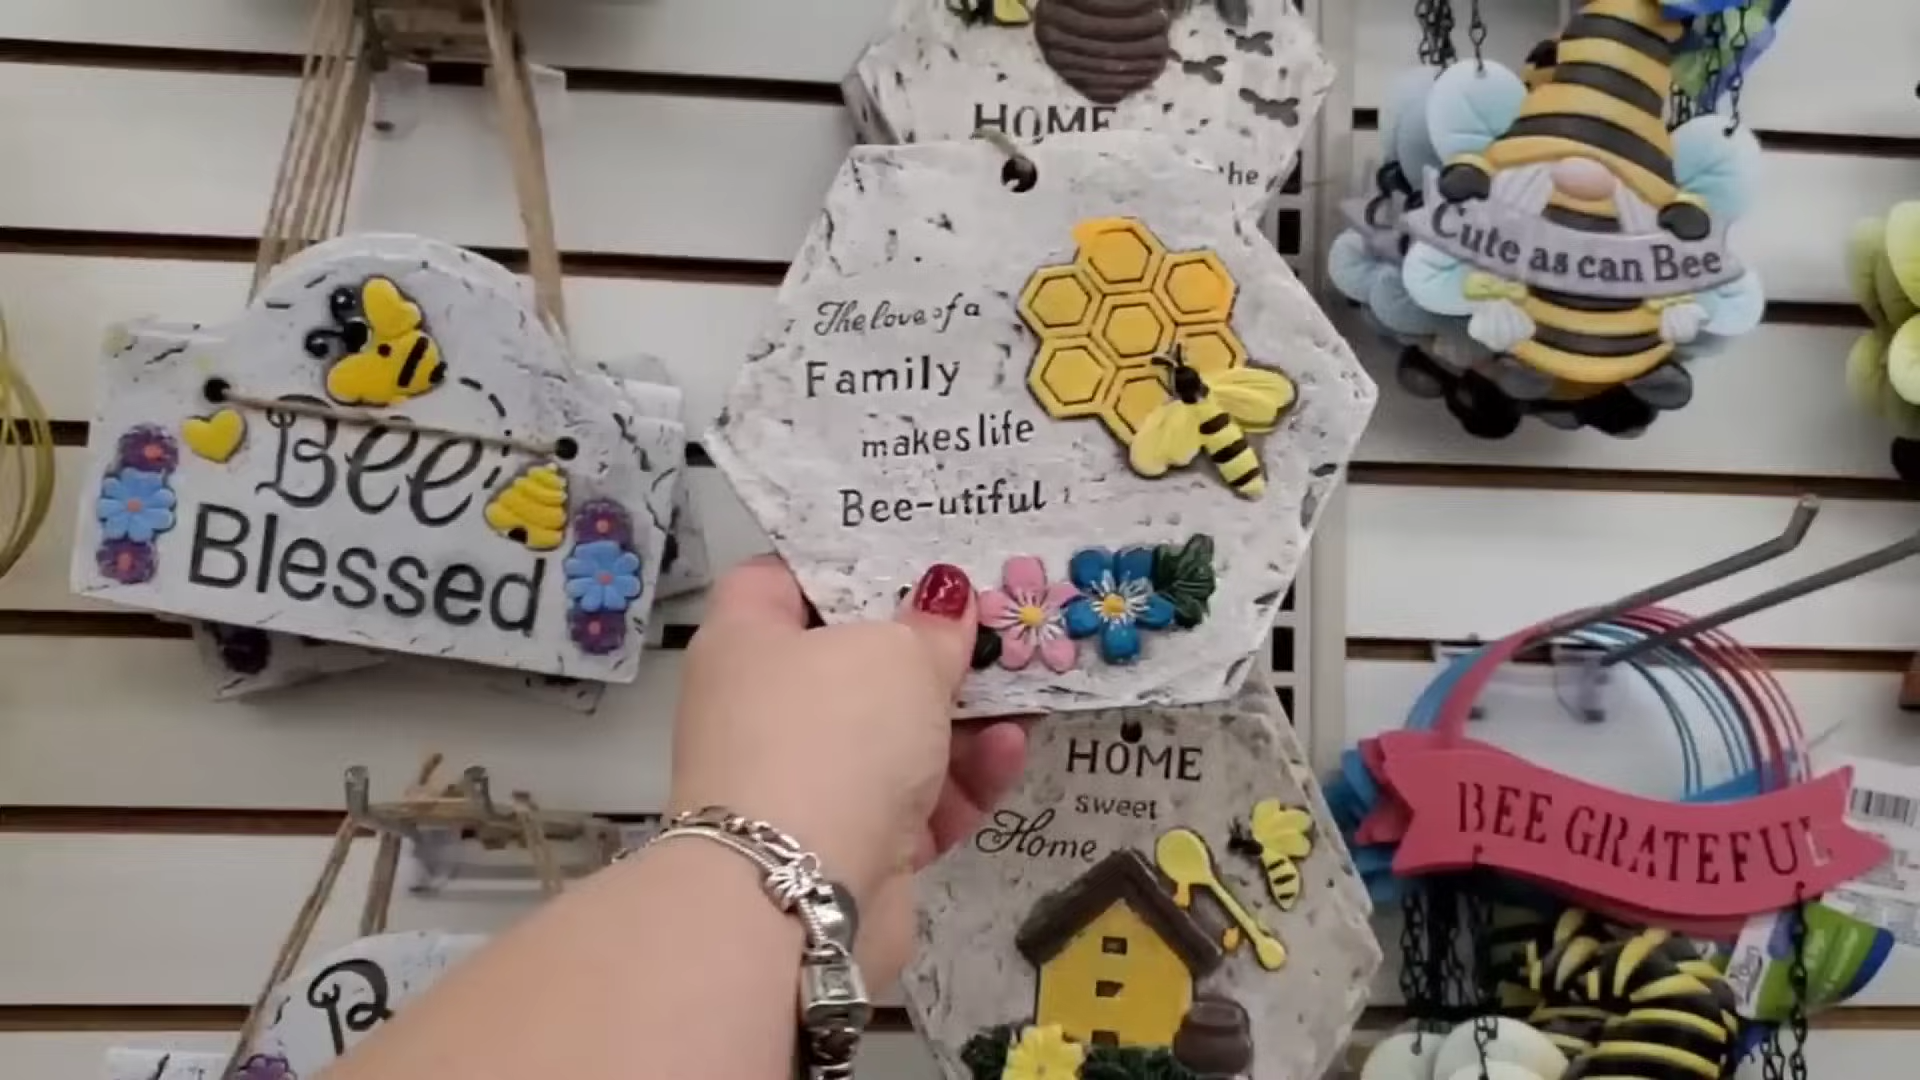 HOME
the
The love of a
Family
makes life
Bee-utiful
Bee
Blessed
Cute as can Bee
HOME
sweet
Home
BEE GRATEFUL
B